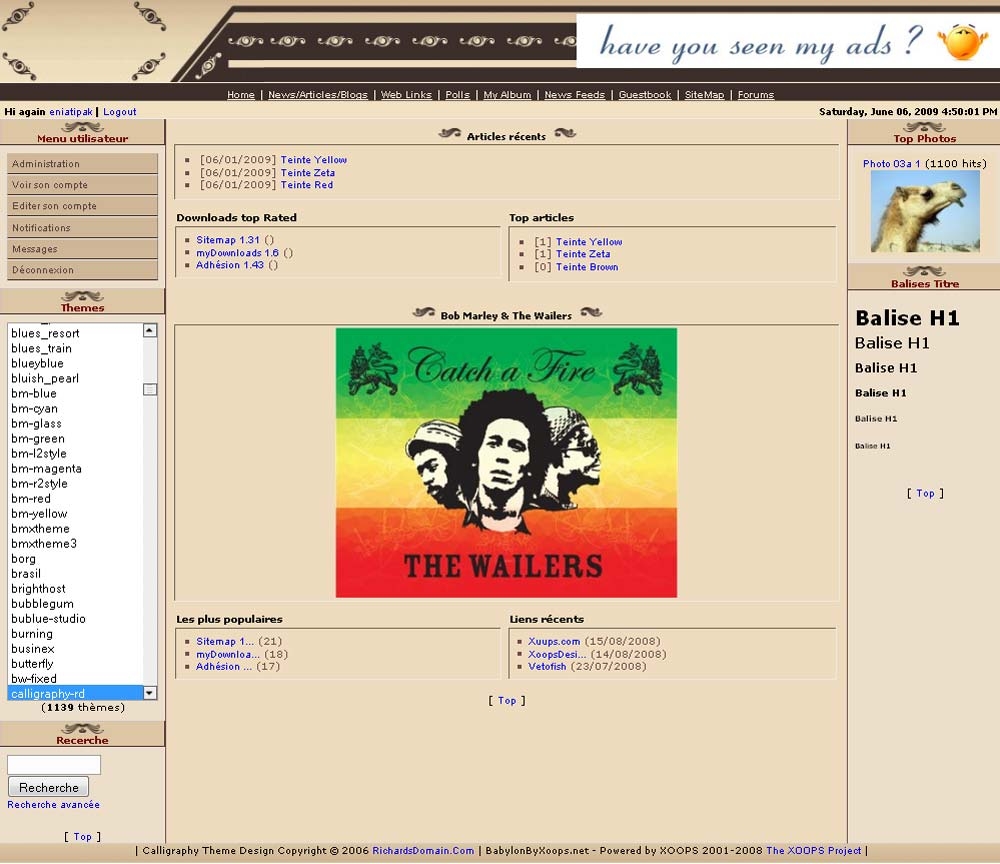 have you seen my ads ?
Home | News/Articles/Blogs | Web Links | Polls | My Album | News Feeds | Guestbook | SiteMap | Forums
Hi again eniatipak | Logout
Saturday, June 06, 2009 4:50:01 PM
Menu utilisateur
Administration
Voir son compte
Editer son compte
Notifications
Messages
Déconnexion
Themes
blues_resort
blues_train
blueyblue
bluish_pearl
bm-blue
bm-cyan
bm-glass
bm-green
bm-l2style
bm-magenta
bm-r2style
bm-red
bm-yellow
bmxtheme
bmxtheme3
borg
brasil
brighthost
bubblegum
bublue-studio
burning
businex
butterfly
bw-fixed
calligraphy-rd
(1139 thèmes)
Recerche
Recherche
Recherche avancée
[ Top ]
Articles récents
[06/01/2009] Teinte Yellow
[06/01/2009] Teinte Zeta
[06/01/2009] Teinte Red
Downloads top Rated
Sitemap 1.31 ()
myDownloads 1.6 ()
Adhésion 1.43 ()
Top articles
[1] Teinte Yellow
[1] Teinte Zeta
[0] Teinte Brown
Bob Marley & The Wailers
Catch a Fire
THE WAILERS
Les plus populaires
Sitemap 1... (21)
myDownloa... (18)
Adhésion ... (17)
Liens récents
Xuups.com (15/08/2008)
XoopsDesi... (14/08/2008)
Vetofish (23/07/2008)
[ Top ]
Top Photos
Photo 03a 1 (1100 hits)
Balises Titre
Balise H1
Balise H1
Balise H1
Balise H1
Balise H1
Balise H1
[ Top ]
| Calligraphy Theme Design Copyright © 2006 RichardsDomain.Com | BabylonByXoops.net - Powered by XOOPS 2001-2008 The XOOPS Project |